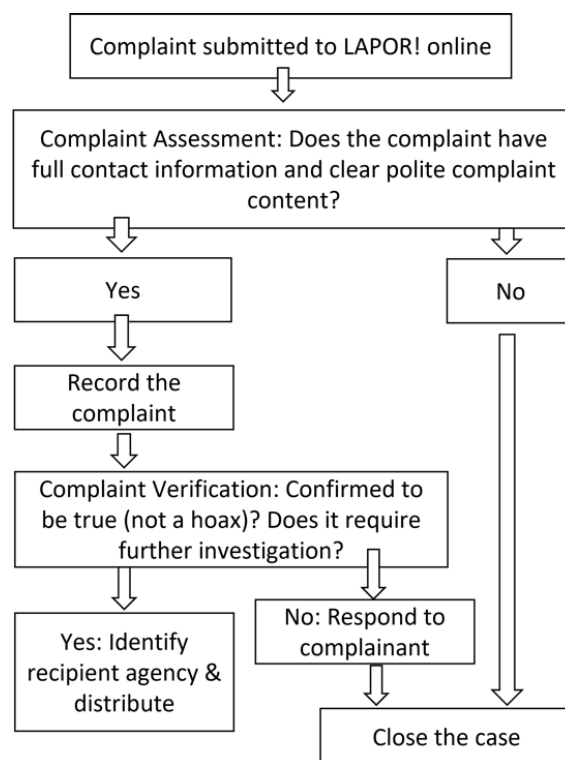 Complaint submitted to LAPOR! online
Complaint Assessment: Does the complaint have
full contact information and clear polite complaint
content?
Yes
No
Record the
complaint
Complaint Verification: Confirmed to
be true (not a hoax)? Does it require
further investigation?
Yes: Identify
recipient agency &
distribute
No: Respond to
complainant
Close the case